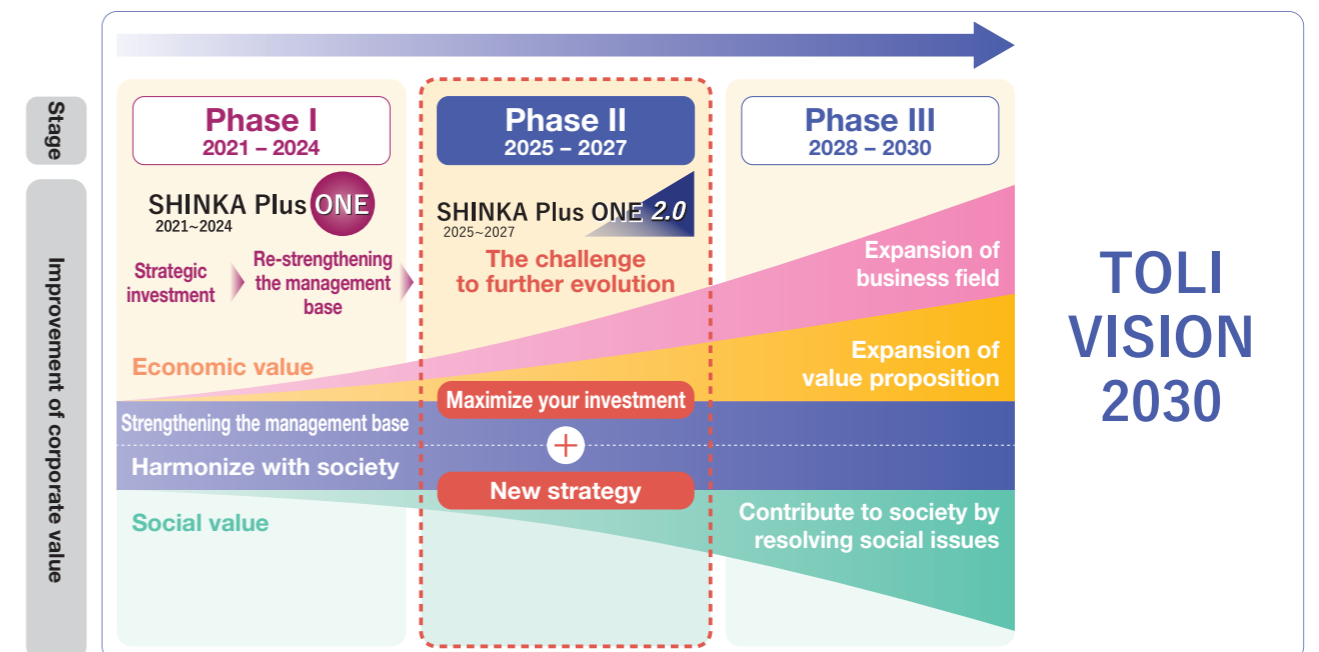 Stage
Improvement of corporate value
Phase I
2021 – 2024
SHINKA Plus ONE
2021~2024
Strategic
investment
Re-strengthening
the management
base
Phase II
2025 – 2027
SHINKA Plus ONE 2.0
2025~2027
The challenge
to further evolution
Phase III
2028 – 2030
Expansion of
business field
Economic value
Expansion of
value proposition
Strengthening the management base
Harmonize with society
Maximize your investment
+
New strategy
Social value
Contribute to society by
resolving social issues
TOLI
VISION
2030